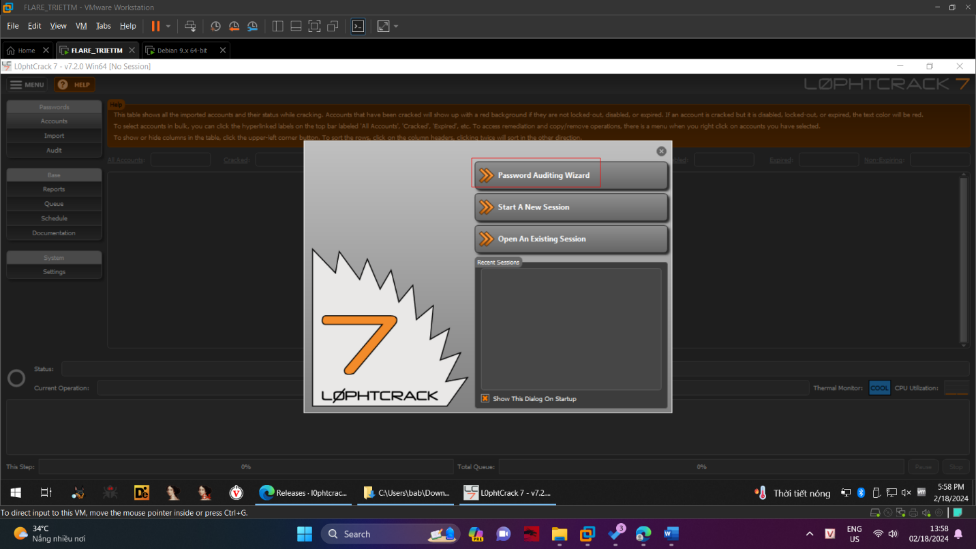 FLARE_TRIETTM - VMware Workstation
File Edit View VM Tabs Help
Home FLARE_TRIETTM Debian 9.x 64-bit
L0phtCrack 7 - v7.2.0 Win64 [No Session]
MENU HELP L0PHTCRACK 7
Passwords
Accounts
Import
Audit
Help
This table shows all the imported accounts and their status while cracking. Accounts that have been cracked will show up with a red background if they are not locked-out, disabled, or expired. If an account is cracked but it is disabled, locked-out, or expired, the text color will be red.
To select accounts in bulk, you can click the hyperlinked labels on the top bar labeled 'All Accounts', 'Cracked', 'Expired', etc. To access remediation and copy/remove operations, there is a menu when you right click on accounts you have selected.
To show or hide columns in the table, click the upper-left corner button. To sort the rows, click on the column headers, clicking twice will sort in the other direction.
All Accounts: Cracked:
Expired:
View
Reports
Queue
Schedule
Documentation
System
Settings
Password Auditing Wizard
Start A New Session
Open An Existing Session
Recent Sessions
7
LØPHTCRACK
Show This Dialog On Startup
Status:
Current Operation: Thermal Monitor: COOL CPU Utilization:
This Step: 0% Total Queue: 0% Pause Stop
Releases · l0phtcrac... C:\Users\bab\Down... L0phtCrack 7 - v7.2.... Thời tiết nóng 5:58 PM
2/18/2024
To direct input to this VM, move the mouse pointer inside or press Ctrl+G.
34°C
Nắng nhiều nơi
Search
3
ENG
US
13:58
02/18/2024